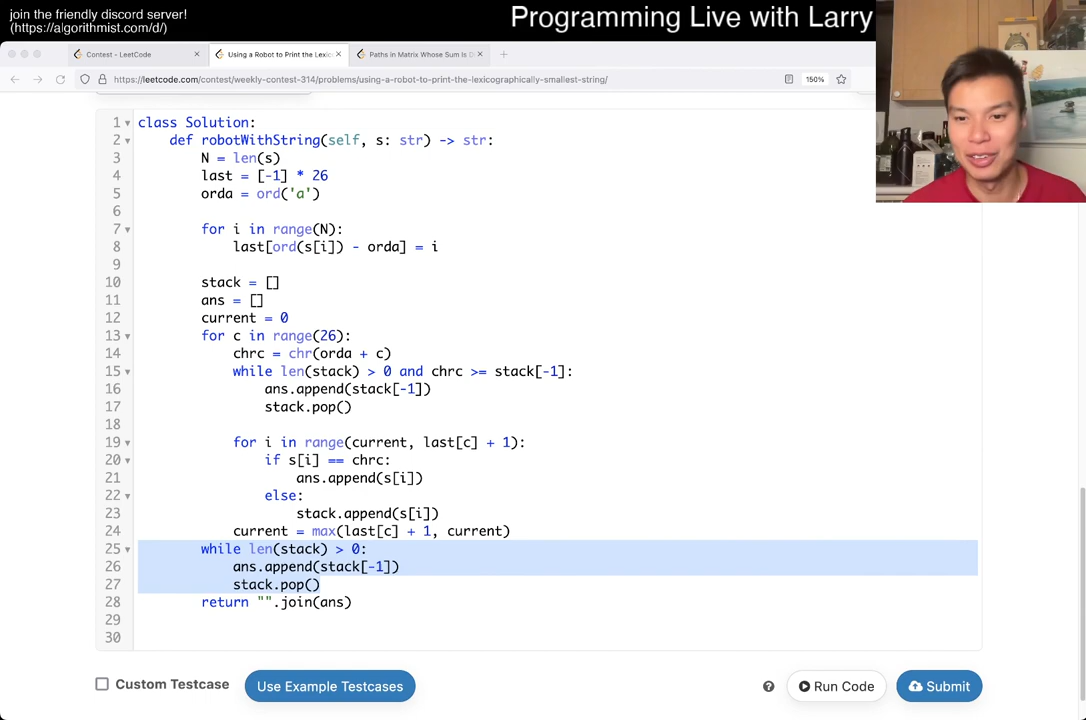 join the friendly discord server!
(https://algorithmist.com/d/)
Programming Live with Larry
Contest - LeetCode
Using a Robot to Print the Lexic
Paths in Matrix Whose Sum Is D
https://leetcode.com/contest/weekly-contest-314/problems/using-a-robot-to-print-the-lexicographically-smallest-string/
150%
1 class Solution:
2 def robotWithString(self, s: str) -> str:
3 N = len(s)
4 last = [-1] * 26
5 orda = ord('a')
6
7 for i in range(N):
8 last[ord(s[i]) - orda] = i
9
10 stack = []
11 ans = []
12 current = 0
13 for c in range(26):
14 chrc = chr(orda + c)
15 while len(stack) > 0 and chrc >= stack[-1]:
16 ans.append(stack[-1])
17 stack.pop()
18
19 for i in range(current, last[c] + 1):
20 if s[i] == chrc:
21 ans.append(s[i])
22 else:
23 stack.append(s[i])
24 current = max(last[c] + 1, current)
25 while len(stack) > 0:
26 ans.append(stack[-1])
27 stack.pop()
28 return "".join(ans)
29
30
Custom Testcase
Use Example Testcases
?
Run Code
Submit